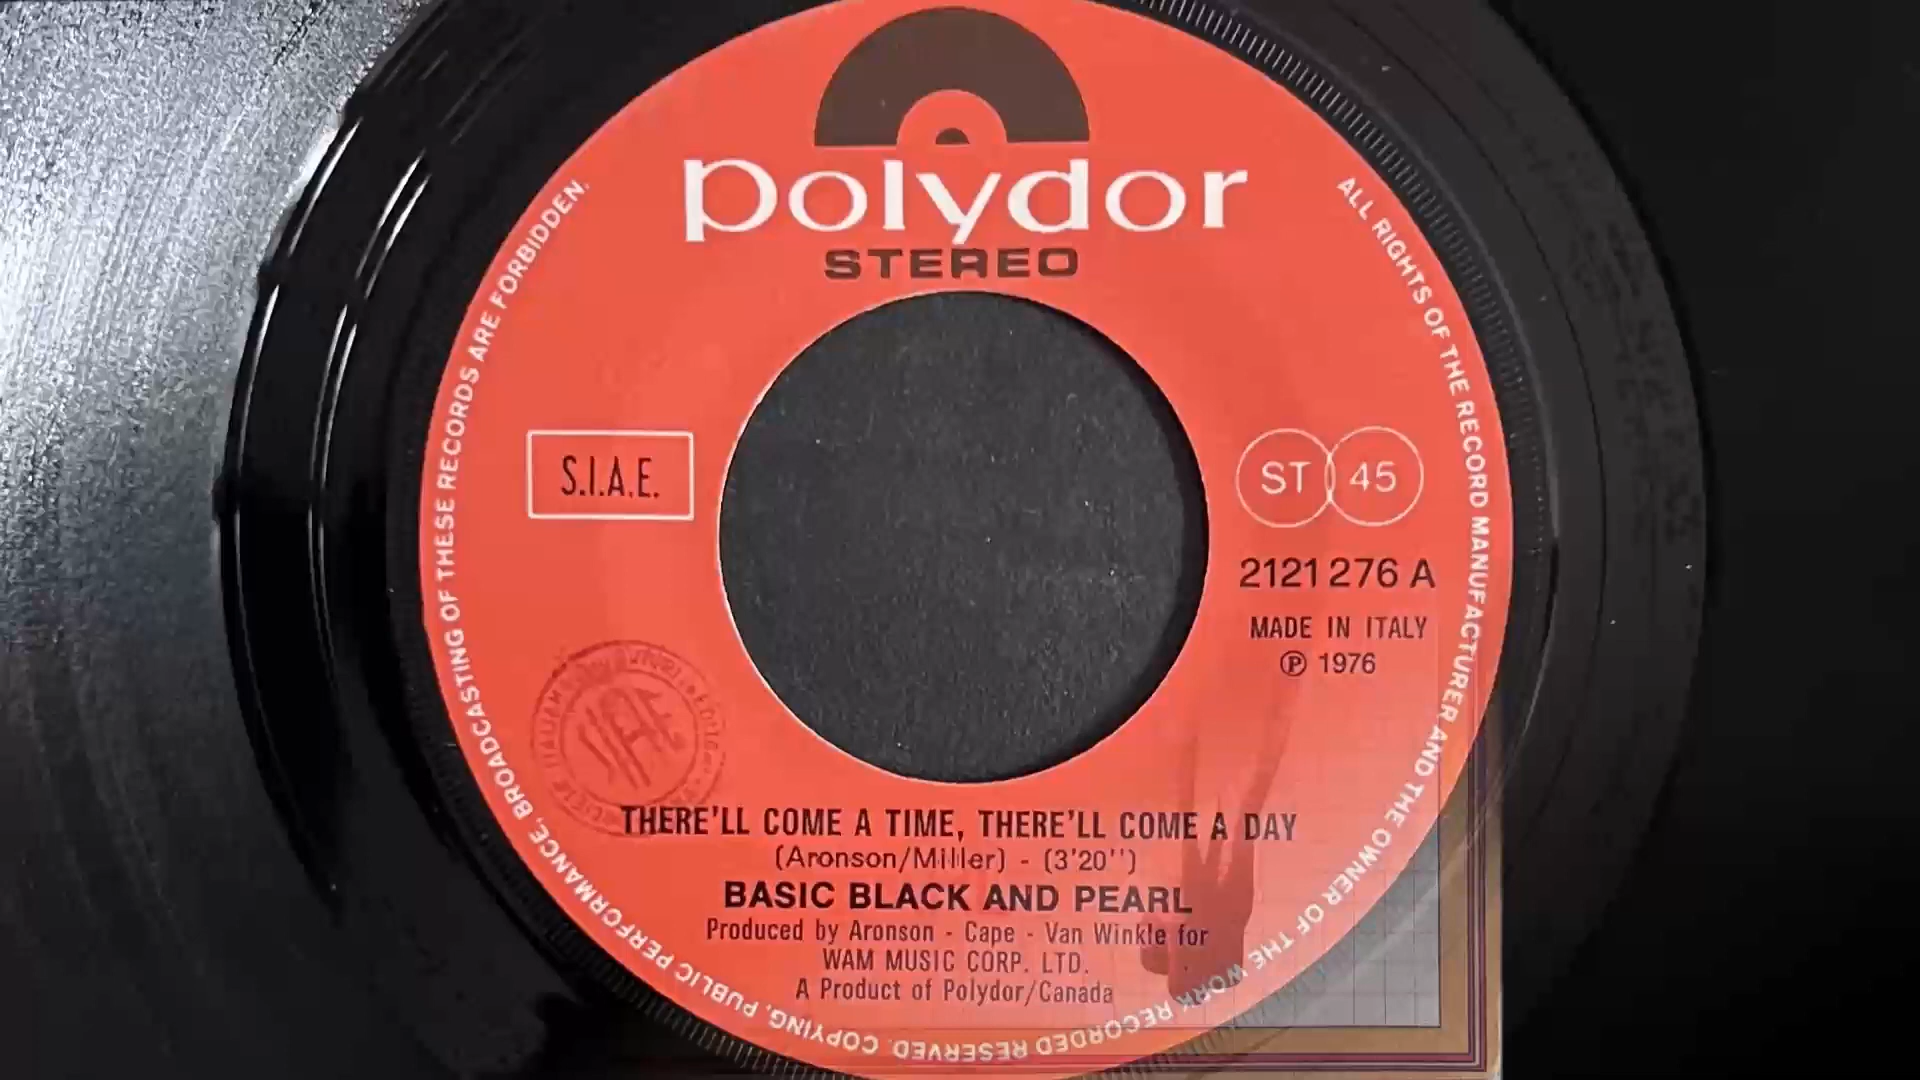 polydor
STEREO
S.I.A.E.
ST 45
2121 276 A
MADE IN ITALY
℗ 1976
SIAE
THERE'LL COME A TIME, THERE'LL COME A DAY
(Aronson/Miller) - (3'20'')
BASIC BLACK AND PEARL
Produced by Aronson - Cape - Van Winkle for
WAM MUSIC CORP. LTD.
A Product of Polydor/Canada
ALL RIGHTS OF THE RECORD MANUFACTURER AND THE OWNER OF THE WORK RECORDED RESERVED. COPYING, PUBLIC PERFORMANCE, BROADCASTING OF THESE RECORDS ARE FORBIDDEN.